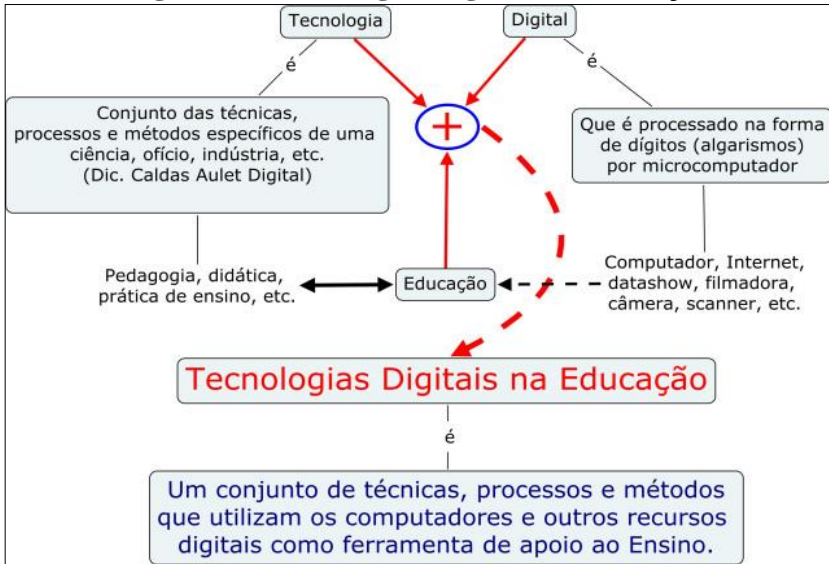 Tecnologia
Digital
é
é
+
Conjunto das técnicas,
processos e métodos específicos de uma
ciência, ofício, indústria, etc.
(Dic. Caldas Aulet Digital)
Que é processado na forma
de dígitos (algarismos)
por microcomputador
Pedagogia, didática,
prática de ensino, etc.
Educação
Computador, Internet,
datashow, filmadora,
câmera, scanner, etc.
Tecnologias Digitais na Educação
é
Um conjunto de técnicas, processos e métodos
que utilizam os computadores e outros recursos
digitais como ferramenta de apoio ao Ensino.